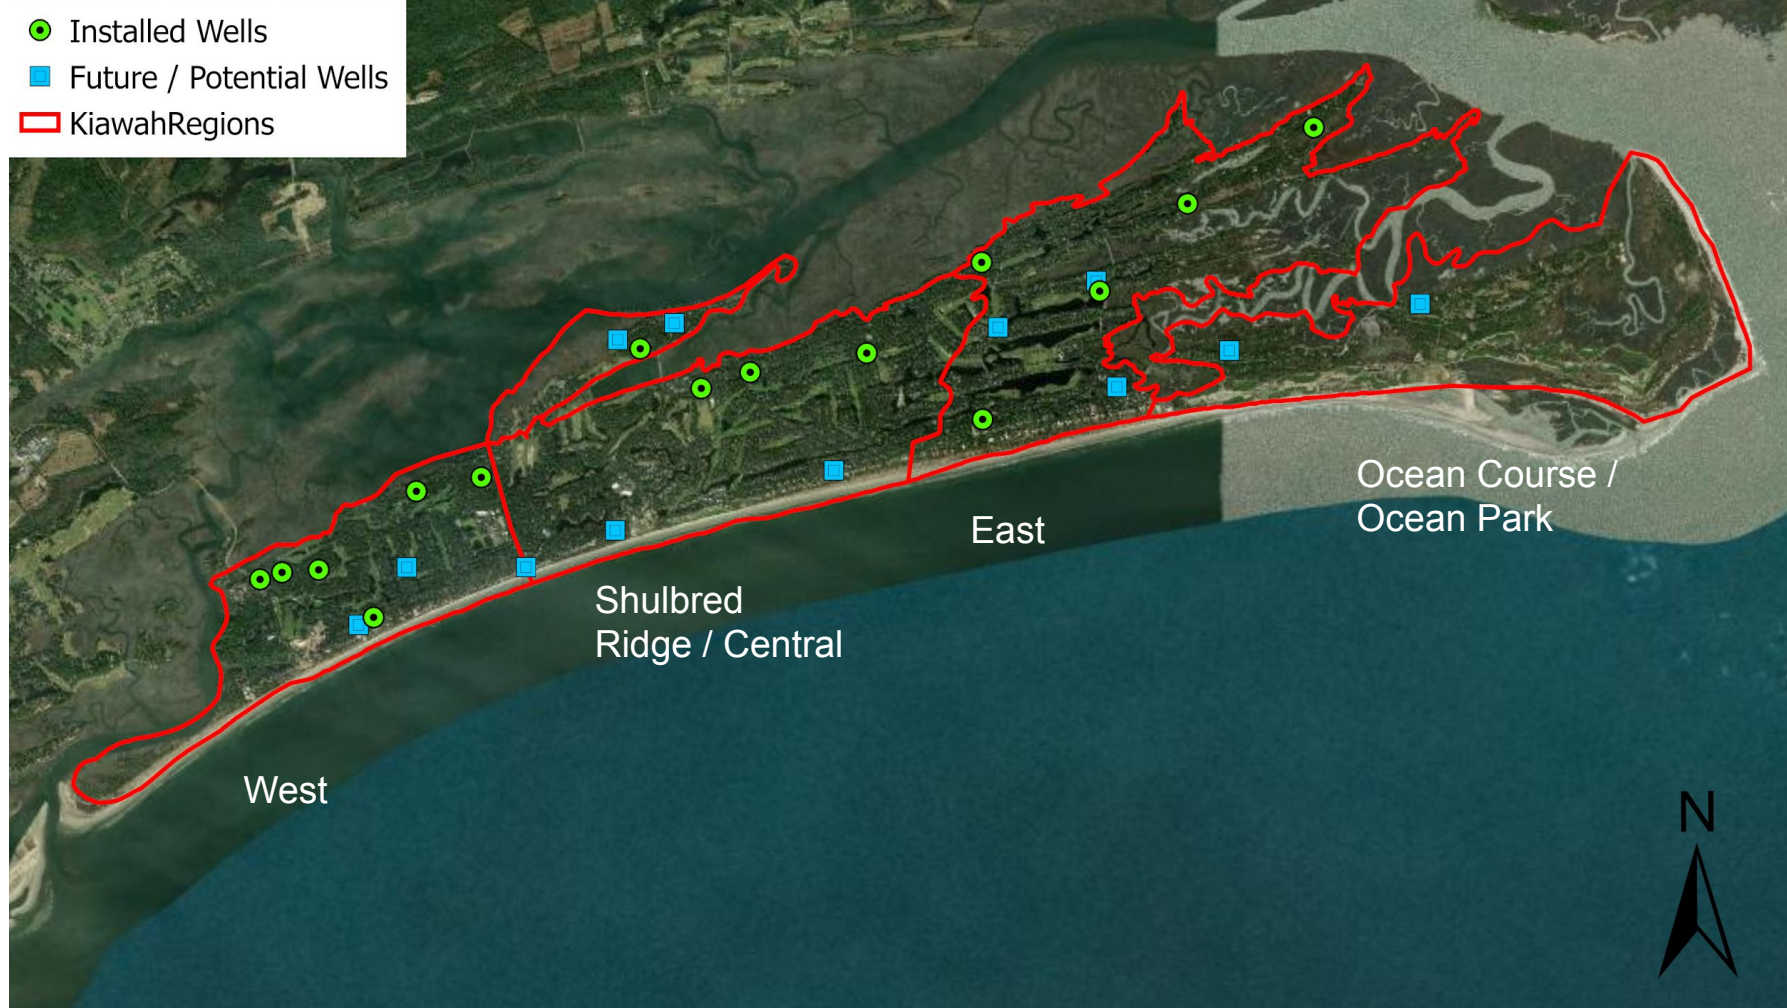 Installed Wells
Future / Potential Wells
KiawahRegions
Ocean Course /
Ocean Park
East
Shulbred
Ridge / Central
West
N